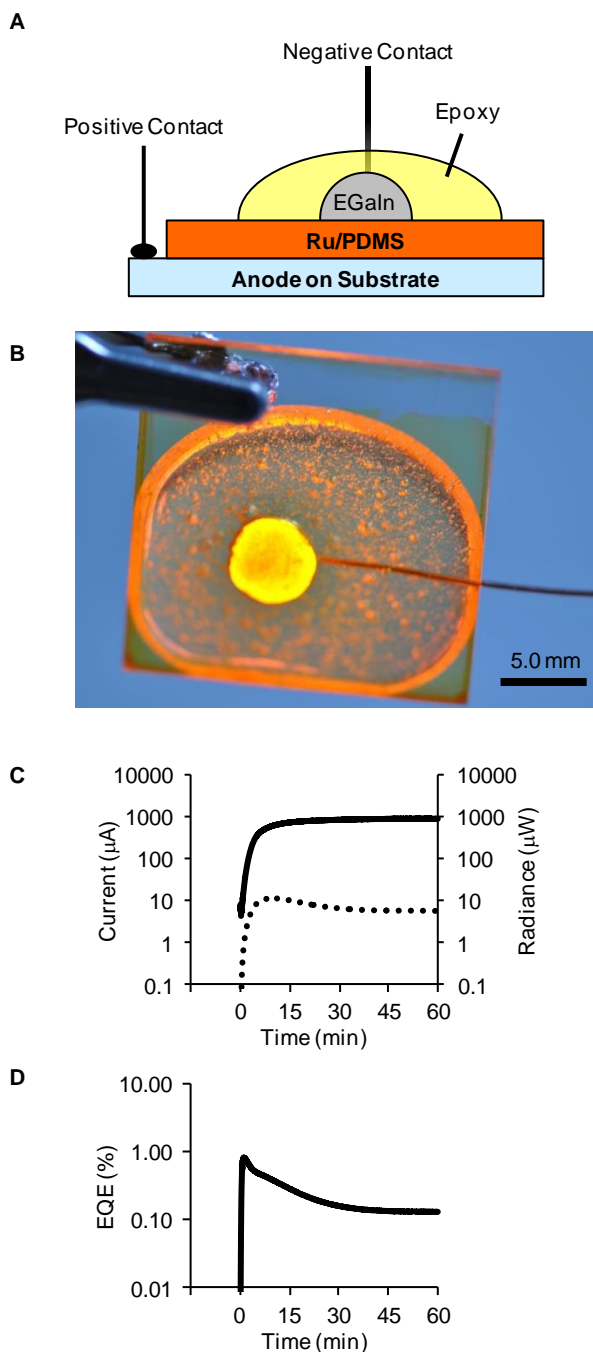 A
Negative Contact
Positive Contact
Epoxy
EGaIn
Ru/PDMS
Anode on Substrate
B
5.0 mm
C
10000
1000
100
10
1
0.1
Current (µA)
10000
1000
100
10
1
0.1
Radiance (µW)
0 15 30 45 60
Time (min)
D
10.00
1.00
0.10
0.01
EQE (%)
0 15 30 45 60
Time (min)